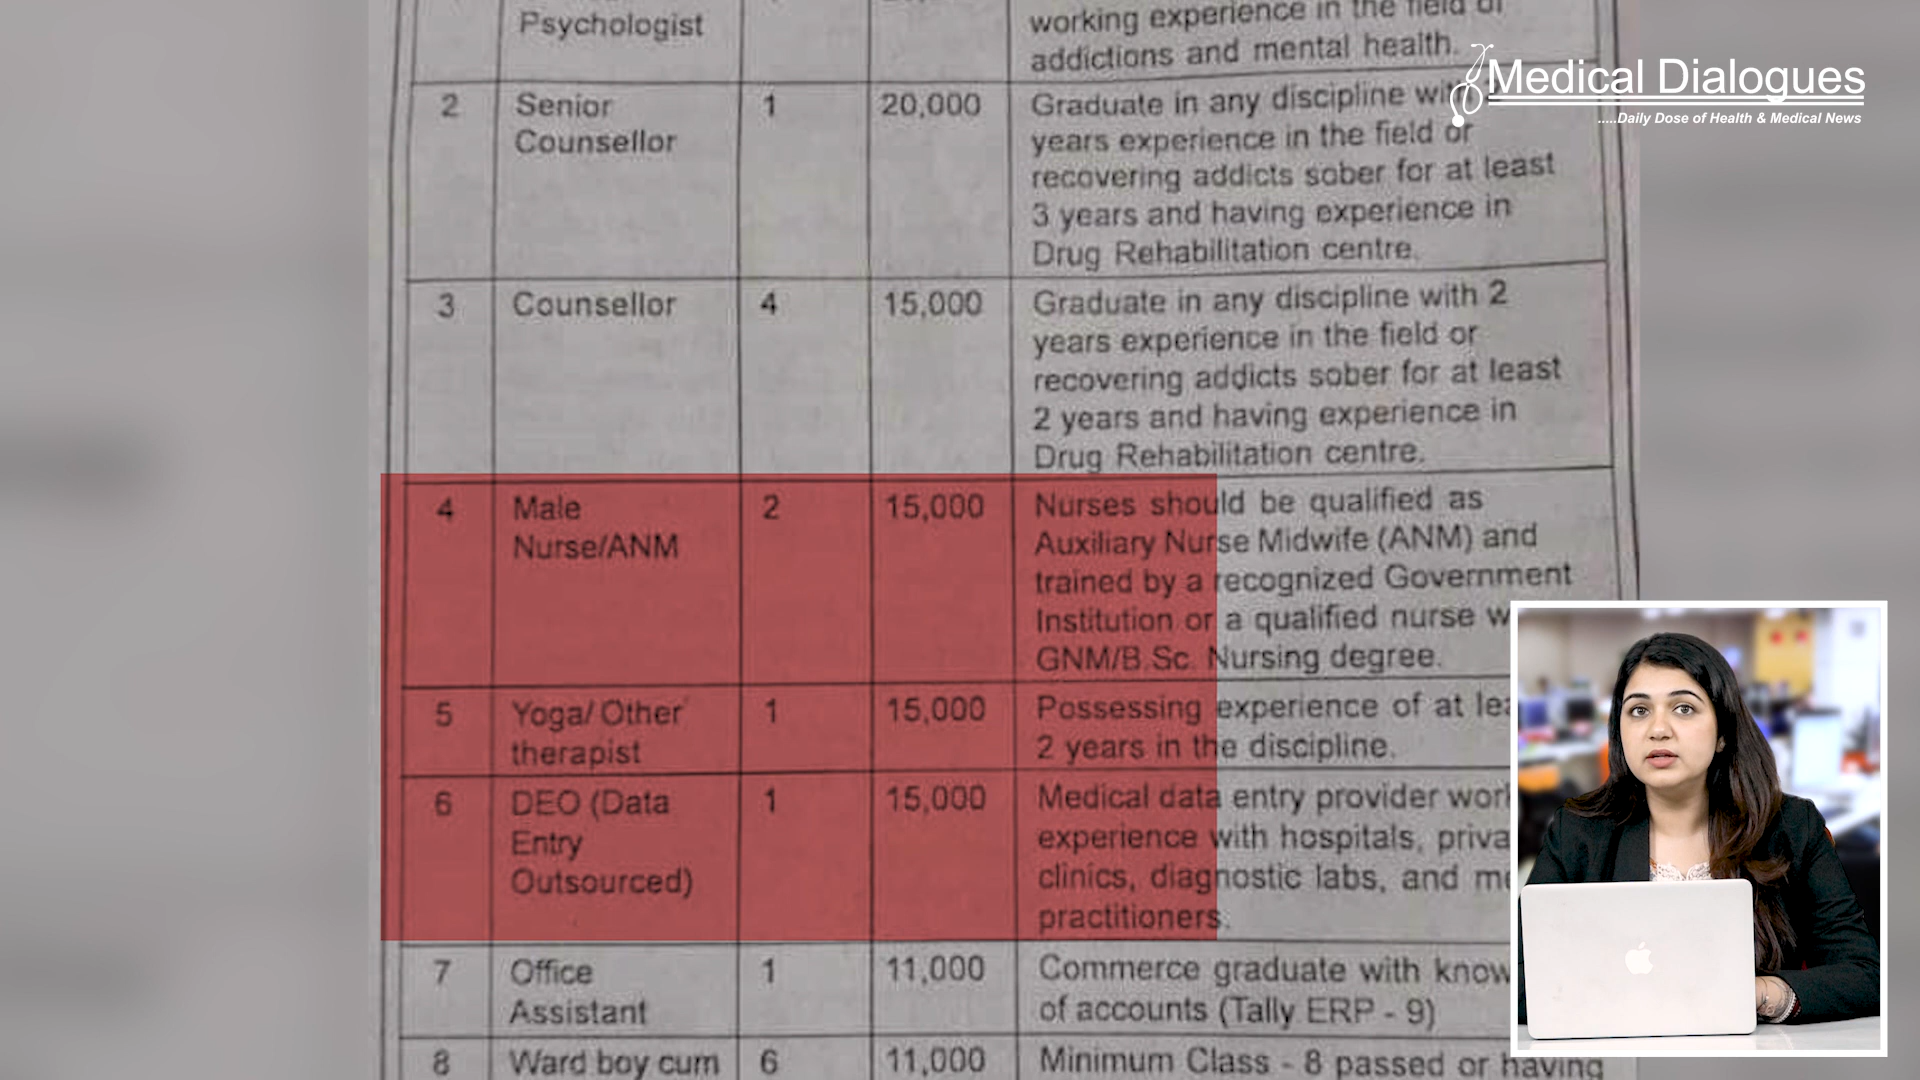 Psychologist
working experience in the field of
addictions and mental health.
2 Senior Counsellor 1 20,000 Graduate in any discipline with
years experience in the field or
recovering addicts sober for at least
3 years and having experience in
Drug Rehabilitation centre.
3 Counsellor 4 15,000 Graduate in any discipline with 2
years experience in the field or
recovering addicts sober for at least
2 years and having experience in
Drug Rehabilitation centre.
4 Male Nurse/ANM 2 15,000 Nurses should be qualified as
Auxiliary Nurse Midwife (ANM) and
trained by a recognized Government
Institution or a qualified nurse
GNM/B.Sc. Nursing degree.
5 Yoga/ Other therapist 1 15,000 Possessing experience of at
2 years in the discipline.
6 DEO (Data Entry Outsourced) 1 15,000 Medical data entry provider
experience with hospitals,
clinics, diagnostic labs, and
practitioners.
7 Office Assistant 1 11,000 Commerce graduate with
of accounts (Tally ERP - 9)
8 Ward boy cum 6 11,000 Minimum Class - 8 passed or having
Medical Dialogues
.....Daily Dose of Health & Medical News